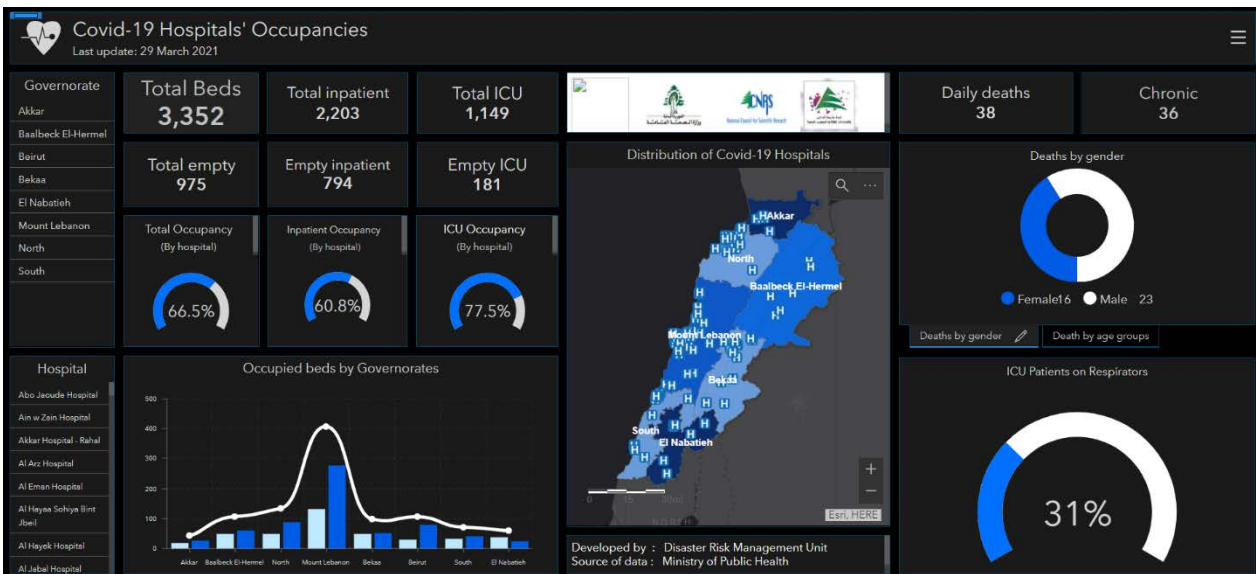 Covid-19 Hospitals' Occupancies
Last update: 29 March 2021
Governorate
Akkar
Baalbeck El-Hermel
Beirut
Bekaa
El Nabatieh
Mount Lebanon
North
South
Total Beds
3,352
Total inpatient
2,203
Total ICU
1,149
Total empty
975
Empty inpatient
794
Empty ICU
181
Total Occupancy
(By hospital)
66.5%
Inpatient Occupancy
(By hospital)
60.8%
ICU Occupancy
(By hospital)
77.5%
Hospital
Abo Jaoude Hospital
Ain w Zain Hospital
Akkar Hospital - Rahal
Al Arz Hospital
Al Eman Hospital
Al Hayaa Sohiya Bint
Jbeil
Al Hayek Hospital
Al Jabal Hospital
Occupied beds by Governorates
500
400
300
200
100
0
Akkar Baalbeck El-Hermel North Mount Lebanon Bekaa Beirut South El Nabatieh
CNRS
Distribution of Covid-19 Hospitals
Akkar
North
Baalbeck El-Hermel
Mount Lebanon
Bekaa
South
El Nabatieh
Esri, HERE
Developed by : Disaster Risk Management Unit
Source of data : Ministry of Public Health
Daily deaths
38
Chronic
36
Deaths by gender
Female16 Male 23
Deaths by gender
Death by age groups
ICU Patients on Respirators
31%